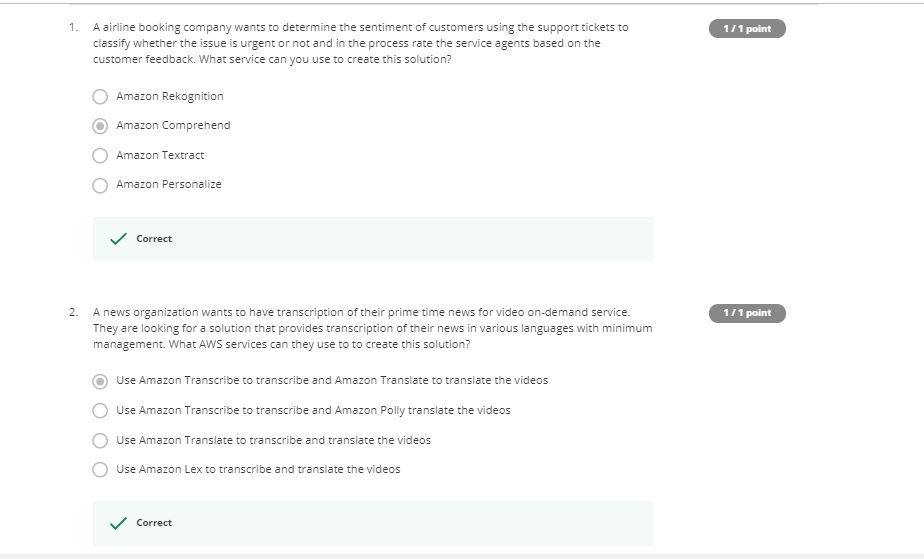 1. A airline booking company wants to determine the sentiment of customers using the support tickets to
1 / 1 point
classify whether the issue is urgent or not and in the process rate the service agents based on the
customer feedback. What service can you use to create this solution?
Amazon Rekognition
Amazon Comprehend
Amazon Textract
Amazon Personalize
Correct
2. A news organization wants to have transcription of their prime time news for video on-demand service.
1 / 1 point
They are looking for a solution that provides transcription of their news in various languages with minimum
management. What AWS services can they use to to create this solution?
Use Amazon Transcribe to transcribe and Amazon Translate to translate the videos
Use Amazon Transcribe to transcribe and Amazon Polly translate the videos
Use Amazon Translate to transcribe and translate the videos
Use Amazon Lex to transcribe and translate the videos
Correct